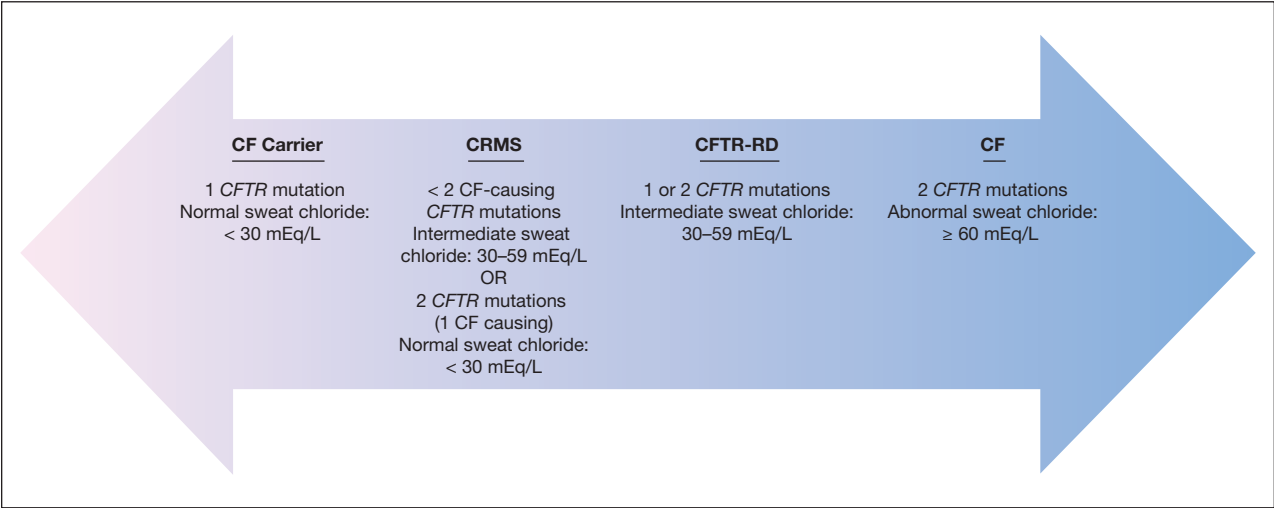 CF Carrier
1 CFTR mutation
Normal sweat chloride:
< 30 mEq/L
CRMS
< 2 CF-causing
CFTR mutations
Intermediate sweat
chloride: 30–59 mEq/L
OR
2 CFTR mutations
(1 CF causing)
Normal sweat chloride:
< 30 mEq/L
CFTR-RD
1 or 2 CFTR mutations
Intermediate sweat chloride:
30–59 mEq/L
CF
2 CFTR mutations
Abnormal sweat chloride:
≥ 60 mEq/L